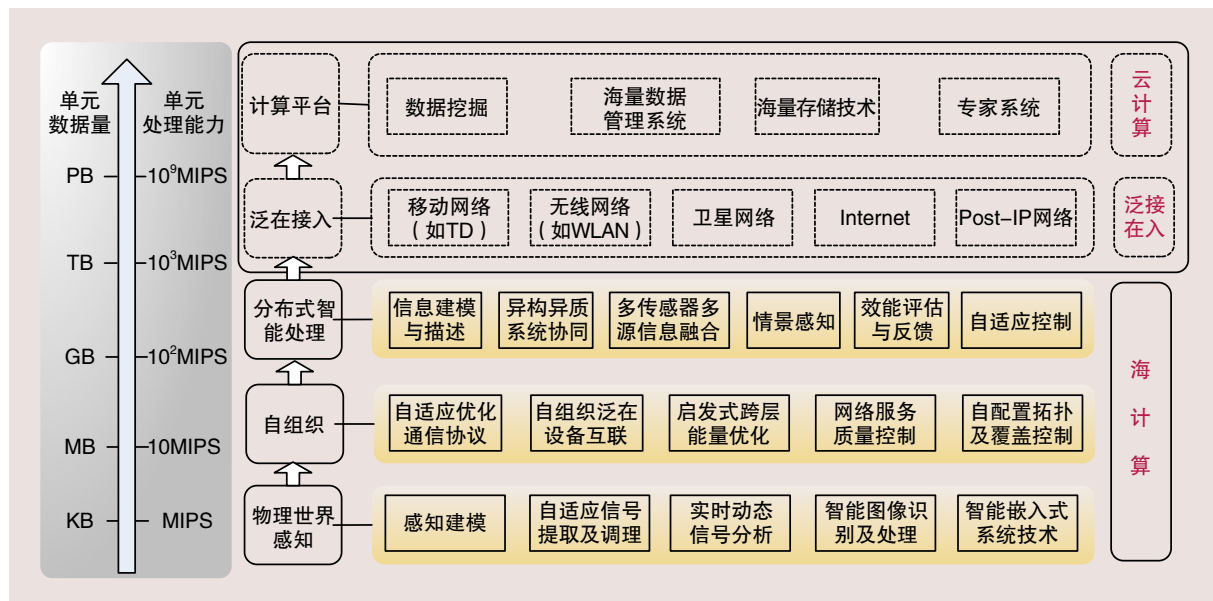 单元
数据量
单元
处理能力
PB
10⁹MIPS
TB
10³MIPS
GB
10²MIPS
MB
10MIPS
KB
MIPS
计算平台
数据挖掘
海量数据
管理系统
海量存储技术
专家系统
云
计
算
泛在接入
移动网络
(如TD)
无线网络
(如WLAN)
卫星网络
Internet
Post-IP网络
泛接
在入
分布式智
能处理
信息建模
与描述
异构异质
系统协同
多传感器多
源信息融合
情景感知
效能评估
与反馈
自适应控制
自组织
自适应优化
通信协议
自组织泛在
设备互联
启发式跨层
能量优化
网络服务
质量控制
自配置拓扑
及覆盖控制
物理世界
感知
感知建模
自适应信号
提取及调理
实时动态
信号分析
智能图像识
别及处理
智能嵌入式
系统技术
海
计
算